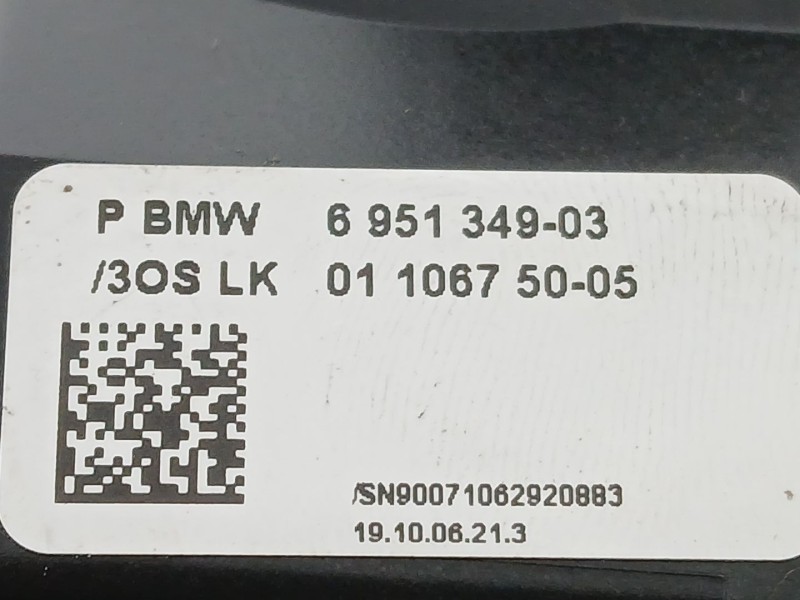 P BMW 6 951 349-03
/3OS LK 01 1067 50-05
/SN90071062920883
19.10.06.21.3